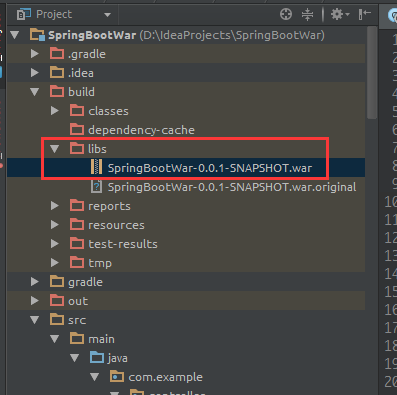 Project
SpringBootWar (D:\IdeaProjects\SpringBootWar)
.gradle
.idea
build
classes
dependency-cache
libs
SpringBootWar-0.0.1-SNAPSHOT.war
SpringBootWar-0.0.1-SNAPSHOT.war.original
reports
resources
test-results
tmp
gradle
out
src
main
java
com.example